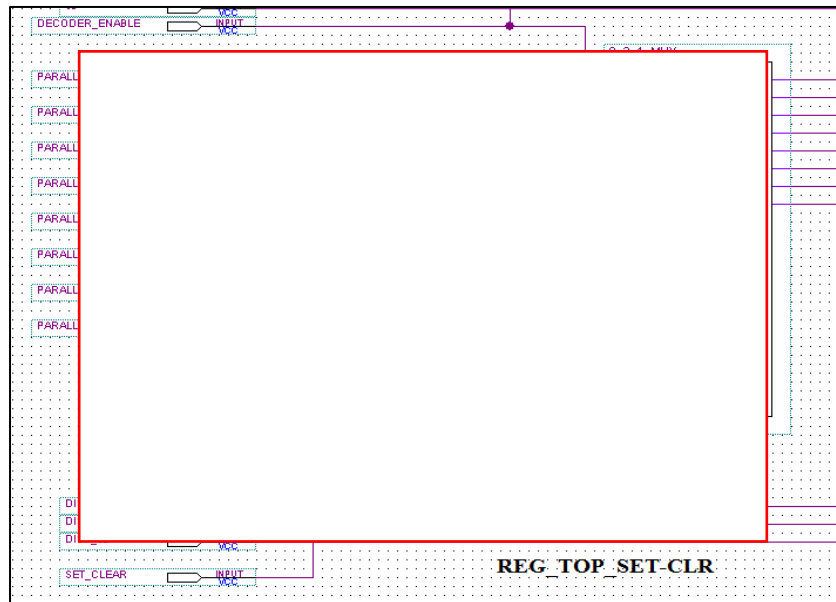 DECODER_ENABLE INPUT
VCC
VCC
PARALL
PARALL
PARALL
PARALL
PARALL
PARALL
PARALL
PARALL
DI
DI
DI
VCC
SET_CLEAR INPUT
VCC
REG_TOP_SET-CLR